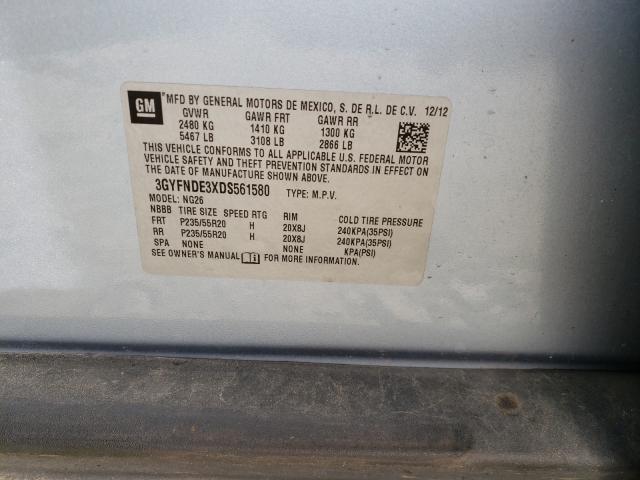 GM
MFD BY GENERAL MOTORS DE MEXICO, S. DE R.L. DE C.V. 12/12
GVWR GAWR FRT GAWR RR
2480 KG 1410 KG 1300 KG
5467 LB 3108 LB 2866 LB
THIS VEHICLE CONFORMS TO ALL APPLICABLE U.S. FEDERAL MOTOR
VEHICLE SAFETY AND THEFT PREVENTION STANDARDS IN EFFECT ON
THE DATE OF MANUFACTURE SHOWN ABOVE.
3GYFNDE3XDS561580 TYPE: M.P.V.
MODEL: NG26
NBBB TIRE SIZE SPEED RTG RIM COLD TIRE PRESSURE
FRT P235/55R20 H 20X8J 240KPA(35PSI)
RR P235/55R20 H 20X8J 240KPA(35PSI)
SPA NONE NONE KPA(PSI)
SEE OWNER'S MANUAL FOR MORE INFORMATION.